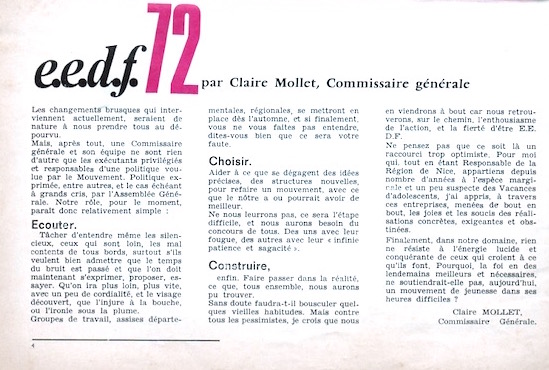 e.e.d.f. 72
par Claire Mollet, Commissaire générale
Les changements brusques qui inter-
viennent actuellement, seraient de
nature à nous prendre tous au dé-
pourvu.
Mais, après tout, une Commissaire
générale et son équipe ne sont rien
d'autre que les exécutants privilégiés
et responsables d'une politique vou-
lue par le Mouvement. Politique ex-
primée, entre autres, et le cas échéant
à grands cris, par l'Assemblée Géné-
rale. Notre rôle, pour le moment,
paraît donc relativement simple :
Ecouter.
Tâcher d'entendre même les silen-
cieux, ceux qui sont loin, les mal
contents de tous bords, surtout s'ils
veulent bien admettre que le temps
du bruit est passé et que l'on doit
maintenant s'exprimer, proposer, es-
sayer. Qu'on ira plus loin, plus vite,
avec un peu de cordialité, et le visage
découvert, que l'injure à la bouche,
ou l'ironie sous la plume.
Groupes de travail, assises départe-
mentales, régionales, se mettront en
place dès l'automne, et si finalement,
vous ne vous faites pas entendre,
dites-vous bien que ce sera votre
faute.
Choisir.
Aider à ce que se dégagent des idées
précises, des structures nouvelles,
pour refaire un mouvement, avec ce
que le nôtre a ou pourrait avoir de
meilleur.
Ne nous leurrons pas, ce sera l'étape
difficile, et nous aurons besoin du
concours de tous. Des uns avec leur
fougue, des autres avec leur « infinie
patience et sagacité ».
Construire,
enfin. Faire passer dans la réalité,
ce que, tous ensemble, nous aurons
pu trouver.
Sans doute faudra-t-il bousculer quel-
ques vieilles habitudes. Mais contre
tous les pessimistes, je crois que nous
en viendrons à bout car nous retrou-
verons, sur le chemin, l'enthousiasme
de l'action, et la fierté d'être E.E.
D.F.
Ne pensez pas que ce soit là un
raccourci trop optimiste. Pour moi
qui, tout en étant Responsable de la
Région de Nice, appartiens depuis
nombre d'années à l'espèce margi-
nale et un peu suspecte des Vacances
d'adolescents, j'ai appris, à travers
ces entreprises, menées de bout en
bout, les joies et les soucis des réali-
sations concrètes, exigeantes et obs-
tinées.
Finalement, dans notre domaine, rien
ne résiste à l'énergie lucide et
conquérante de ceux qui croient à ce
qu'ils font. Pourquoi, la foi en des
lendemains meilleurs et nécessaires,
ne soutiendrait-elle pas, aujourd'hui,
un mouvement de jeunesse dans ses
heures difficiles ?
Claire MOLLET,
Commissaire Générale.
4